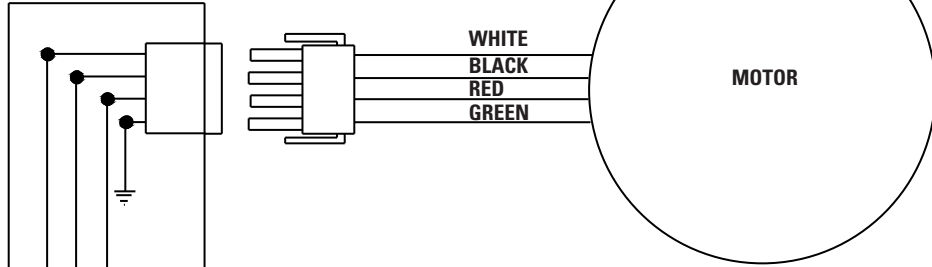 WHITE
BLACK
RED
GREEN
MOTOR